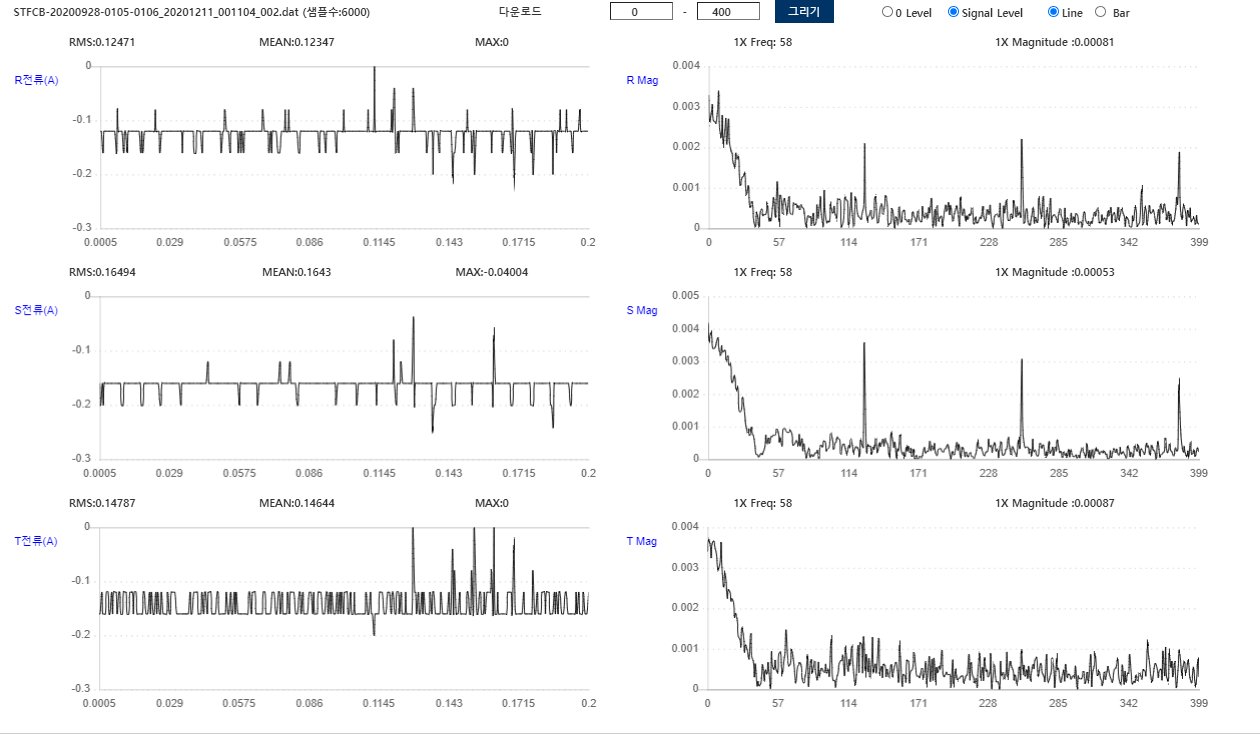 STFCB-20200928-0105-0106_20201211_001104_002.dat (샘플수:6000) 다운로드 0 - 400 그리기 0 Level Signal Level Line Bar
RMS:0.12471 MEAN:0.12347 MAX:0 1X Freq: 58 1X Magnitude :0.00081
R전류(A)
0
-0.1
-0.2
-0.3
0.0005 0.029 0.0575 0.086 0.1145 0.143 0.1715 0.2
R Mag
0.004
0.003
0.002
0.001
0
0 57 114 171 228 285 342 399
RMS:0.16494 MEAN:0.1643 MAX:-0.04004 1X Freq: 58 1X Magnitude :0.00053
S전류(A)
0
-0.1
-0.2
-0.3
0.0005 0.029 0.0575 0.086 0.1145 0.143 0.1715 0.2
S Mag
0.005
0.004
0.003
0.002
0.001
0
0 57 114 171 228 285 342 399
RMS:0.14787 MEAN:0.14644 MAX:0 1X Freq: 58 1X Magnitude :0.00087
T전류(A)
0
-0.1
-0.2
-0.3
0.0005 0.029 0.0575 0.086 0.1145 0.143 0.1715 0.2
T Mag
0.004
0.003
0.002
0.001
0
0 57 114 171 228 285 342 399